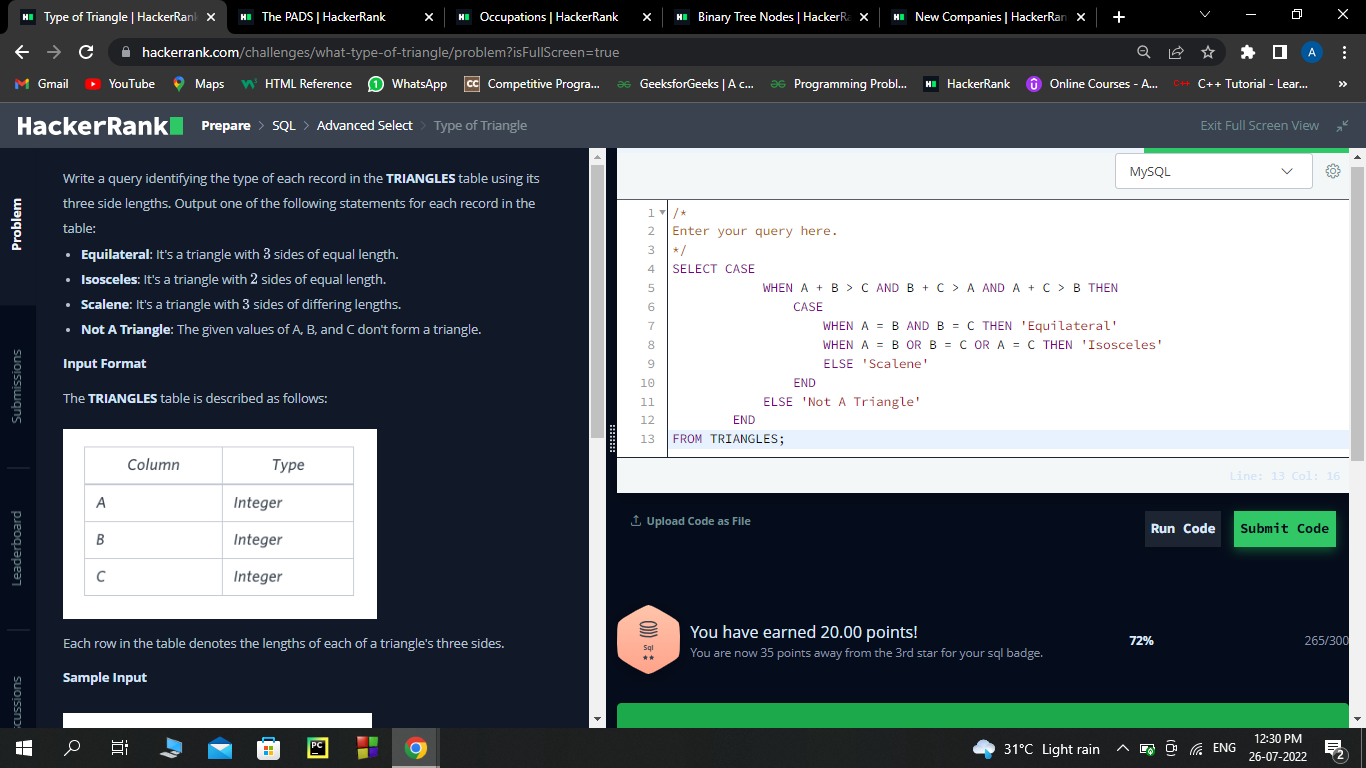 Type of Triangle | HackerRank
The PADS | HackerRank
Occupations | HackerRank
Binary Tree Nodes | HackerRa
New Companies | HackerRan
hackerrank.com/challenges/what-type-of-triangle/problem?isFullScreen=true
A
Gmail
YouTube
Maps
HTML Reference
WhatsApp
CC Competitive Progra...
GeeksforGeeks | A c...
Programming Probl...
HackerRank
Online Courses - A...
C++ Tutorial - Lear...
»
HackerRank
Prepare > SQL > Advanced Select > Type of Triangle
Exit Full Screen View
Problem
Submissions
Leaderboard
cussions
Write a query identifying the type of each record in the TRIANGLES table using its
three side lengths. Output one of the following statements for each record in the
table:
• Equilateral: It's a triangle with 3 sides of equal length.
• Isosceles: It's a triangle with 2 sides of equal length.
• Scalene: It's a triangle with 3 sides of differing lengths.
• Not A Triangle: The given values of A, B, and C don't form a triangle.
Input Format
The TRIANGLES table is described as follows:
Column Type
A Integer
B Integer
C Integer
Each row in the table denotes the lengths of each of a triangle's three sides.
Sample Input
MySQL
1 /*
2 Enter your query here.
3 */
4 SELECT CASE
5 WHEN A + B > C AND B + C > A AND A + C > B THEN
6 CASE
7 WHEN A = B AND B = C THEN 'Equilateral'
8 WHEN A = B OR B = C OR A = C THEN 'Isosceles'
9 ELSE 'Scalene'
10 END
11 ELSE 'Not A Triangle'
12 END
13 FROM TRIANGLES;
Line: 13 Col: 16
Upload Code as File
Run Code
Submit Code
Sql
You have earned 20.00 points!
You are now 35 points away from the 3rd star for your sql badge.
72%
265/300
PC
31°C Light rain
ENG
12:30 PM
26-07-2022
2